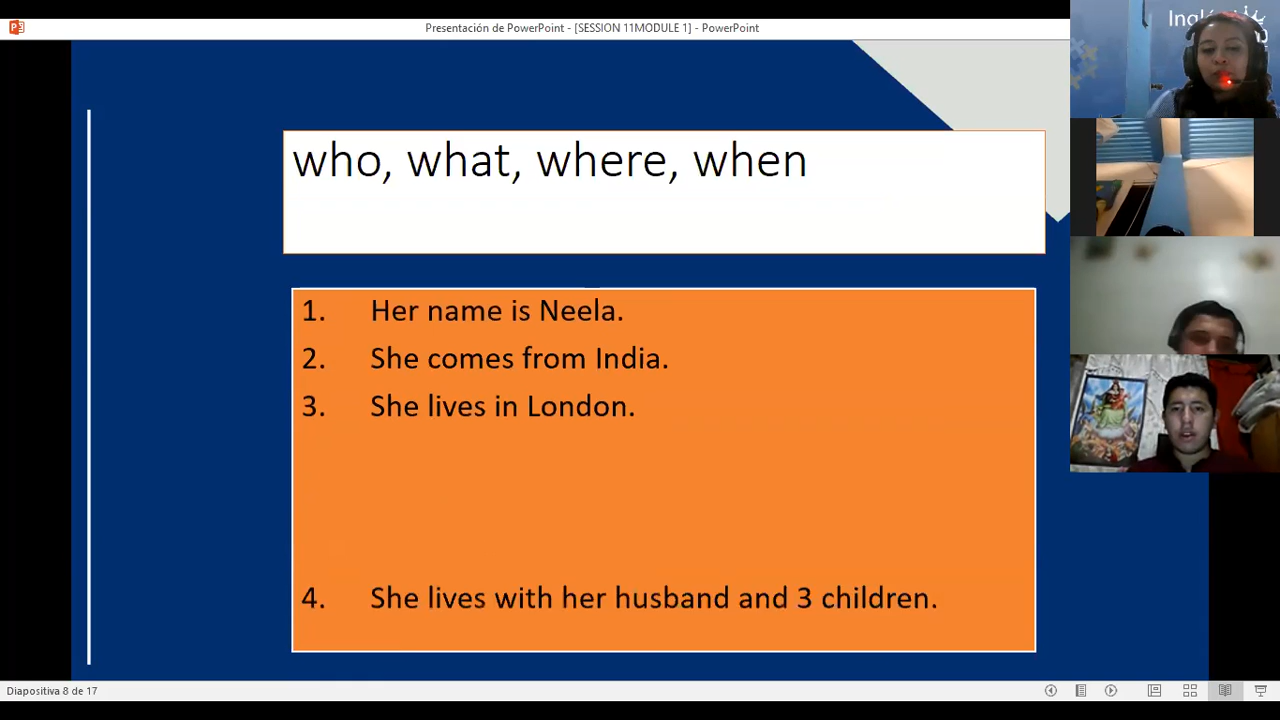 Presentación de PowerPoint - [SESSION 11MODULE 1] - PowerPoint
who, what, where, when
1. Her name is Neela.
2. She comes from India.
3. She lives in London.
4. She lives with her husband and 3 children.
Diapositiva 8 de 17